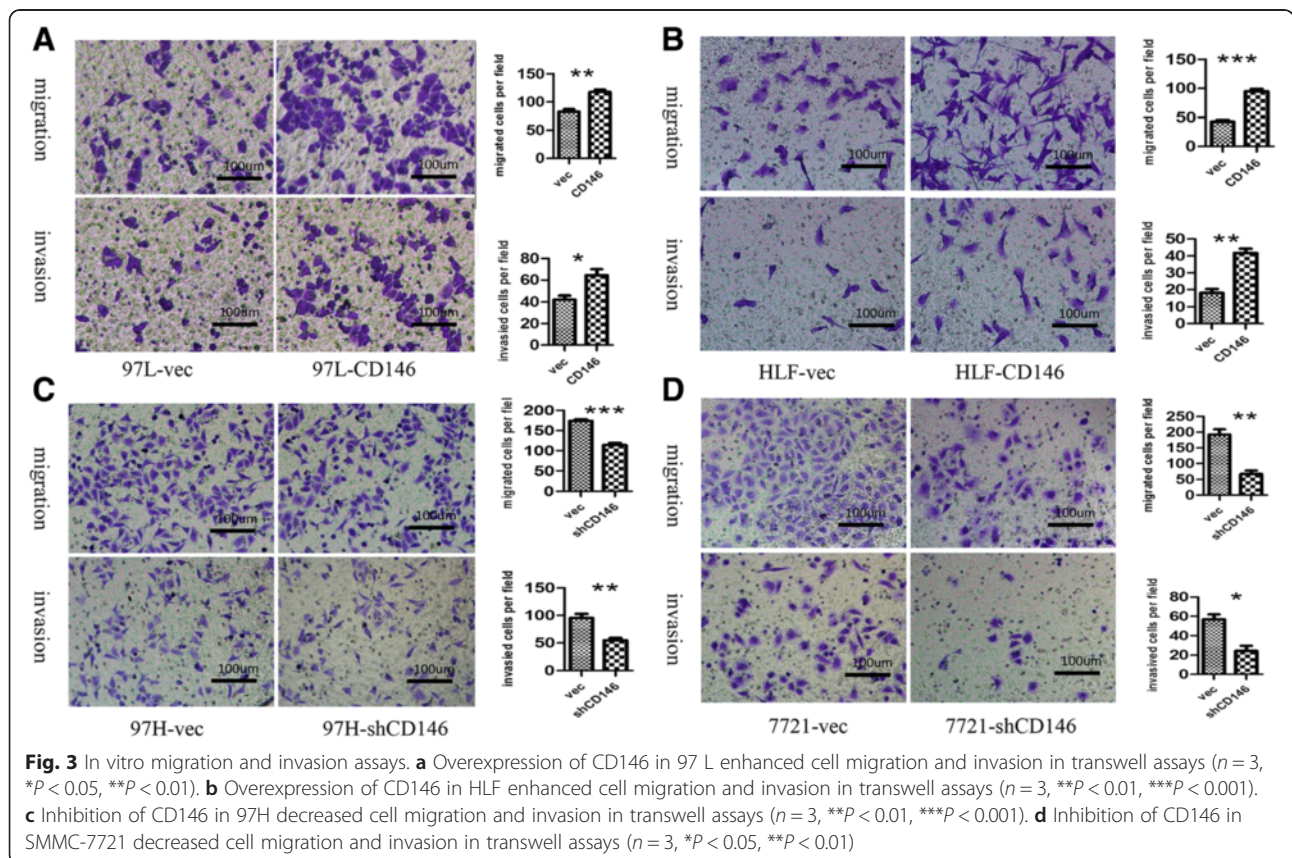 A
migration
100um
100um
migrated cells per field
150
100
50
0
**
vec
CD146
invasion
100um
100um
invasied cells per field
80
60
40
20
0
*
vec
CD146
97L-vec
97L-CD146
B
migration
100um
100um
migrated cells per field
150
100
50
0
***
vec
CD146
invasion
100um
100um
invasied cells per field
50
40
30
20
10
0
**
vec
CD146
HLF-vec
HLF-CD146
C
migration
100um
100um
migrated cells per fiel
200
150
100
50
0
***
vec
shCD146
invasion
100um
100um
invasied cells per field
150
100
50
0
**
vec
shCD146
97H-vec
97H-shCD146
D
migration
100um
100um
migrated cells per field
250
200
150
100
50
0
**
vec
shCD146
invasion
100um
100um
invasived cells per field
80
60
40
20
0
*
vec
shCD146
7721-vec
7721-shCD146
Fig. 3 In vitro migration and invasion assays. a Overexpression of CD146 in 97 L enhanced cell migration and invasion in transwell assays (n = 3,
*P < 0.05, **P < 0.01). b Overexpression of CD146 in HLF enhanced cell migration and invasion in transwell assays (n = 3, **P < 0.01, ***P < 0.001).
c Inhibition of CD146 in 97H decreased cell migration and invasion in transwell assays (n = 3, **P < 0.01, ***P < 0.001). d Inhibition of CD146 in
SMMC-7721 decreased cell migration and invasion in transwell assays (n = 3, *P < 0.05, **P < 0.01)